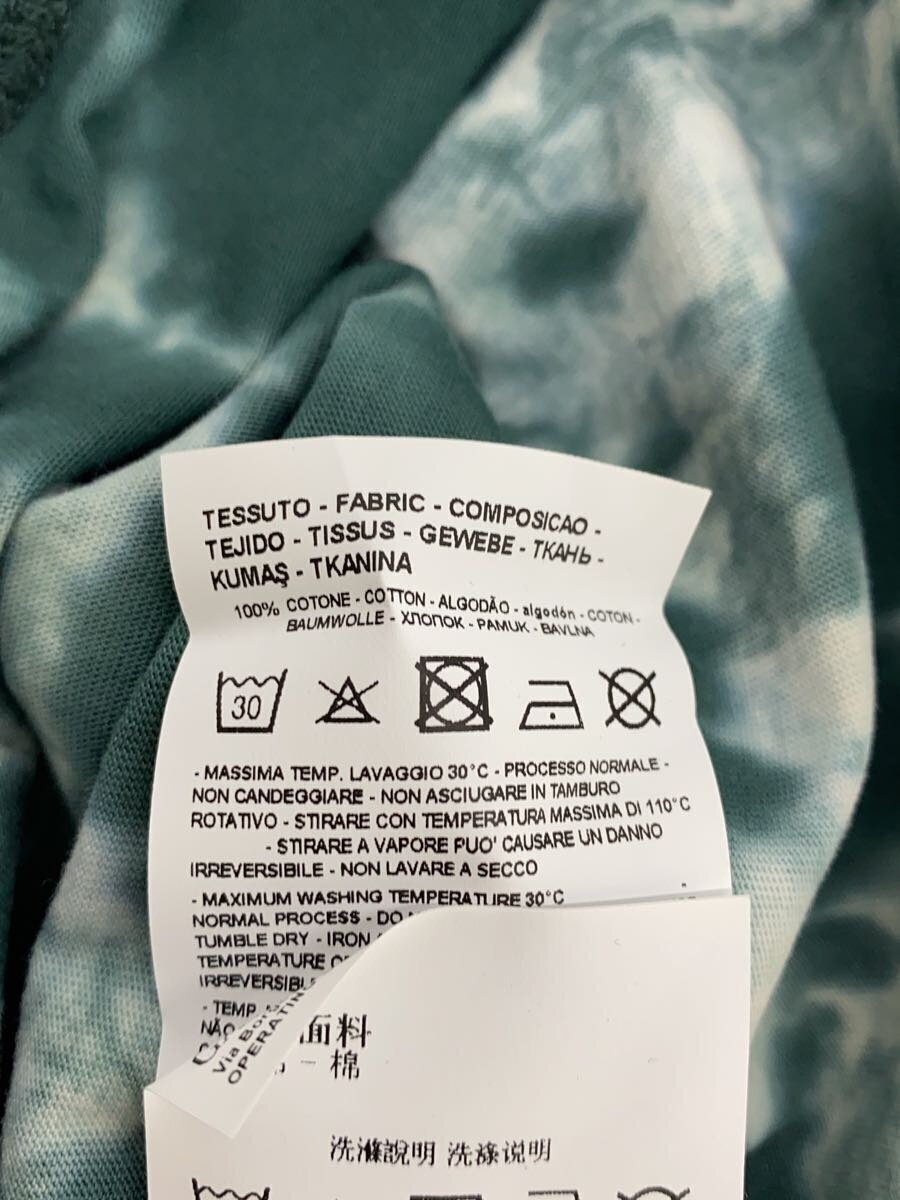 TESSUTO - FABRIC - COMPOSICAO -
TEJIDO - TISSUS - GEWEBE - ТКАНЬ -
KUMAŞ - TKANINA
100% COTONE - COTTON - ALGODÃO - algodón - COTON -
BAUMWOLLE - ХЛОПОК - PAMUK - BAVLNA
30
- MASSIMA TEMP. LAVAGGIO 30°C - PROCESSO NORMALE -
NON CANDEGGIARE - NON ASCIUGARE IN TAMBURO
ROTATIVO - STIRARE CON TEMPERATURA MASSIMA DI 110°C
- STIRARE A VAPORE PUO' CAUSARE UN DANNO
IRREVERSIBILE - NON LAVARE A SECCO
- MAXIMUM WASHING TEMPERATURE 30°C
NORMAL PROCESS - DO
TUMBLE DRY - IRON
TEMPERATURE
- TEMP
NÃO
Via
面料
- 棉
洗滌說明 洗涤说明